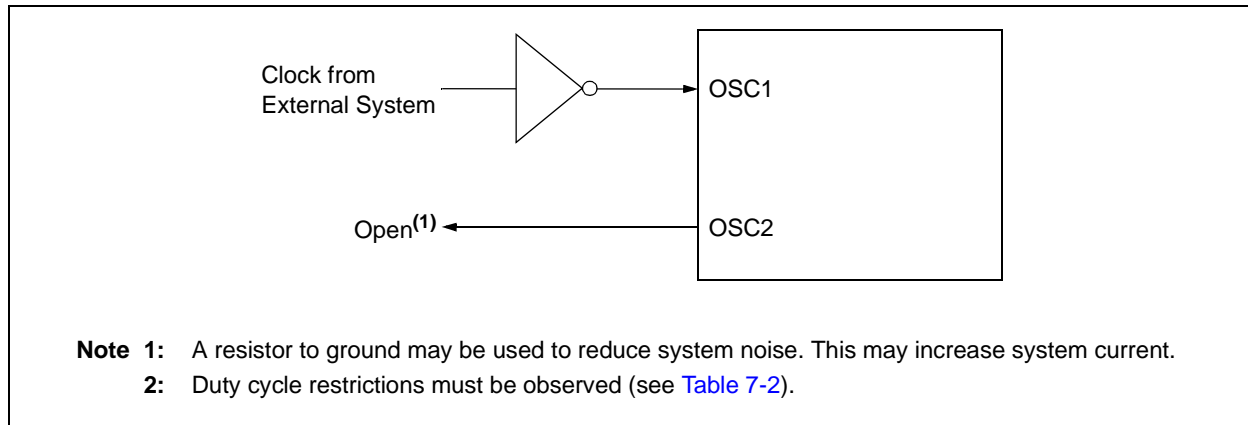 Clock from
External System
OSC1
Open(1)
OSC2
Note 1: A resistor to ground may be used to reduce system noise. This may increase system current.
2: Duty cycle restrictions must be observed (see Table 7-2).